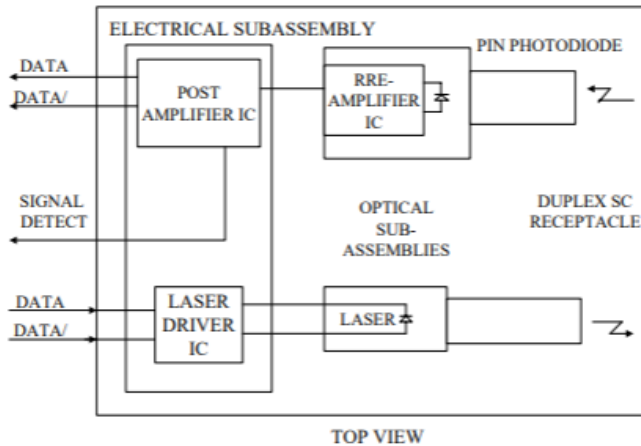 ELECTRICAL SUBASSEMBLY
PIN PHOTODIODE
DATA
DATA/
POST
AMPLIFIER IC
RRE-
AMPLIFIER
IC
SIGNAL
DETECT
OPTICAL
SUB-
ASSEMBLIES
DUPLEX SC
RECEPTACLE
DATA
DATA/
LASER
DRIVER
IC
LASER
TOP VIEW